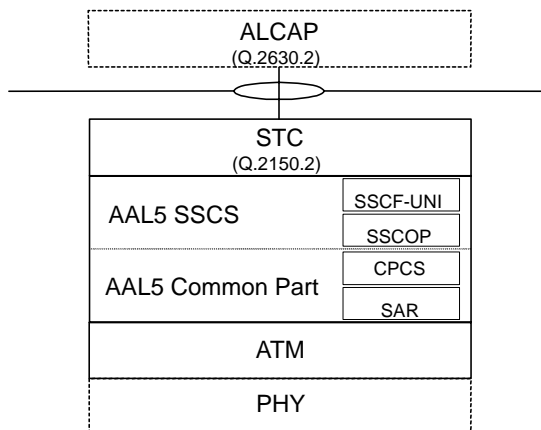 ALCAP
(Q.2630.2)
STC
(Q.2150.2)
AAL5 SSCS
SSCF-UNI
SSCOP
AAL5 Common Part
CPCS
SAR
ATM
PHY